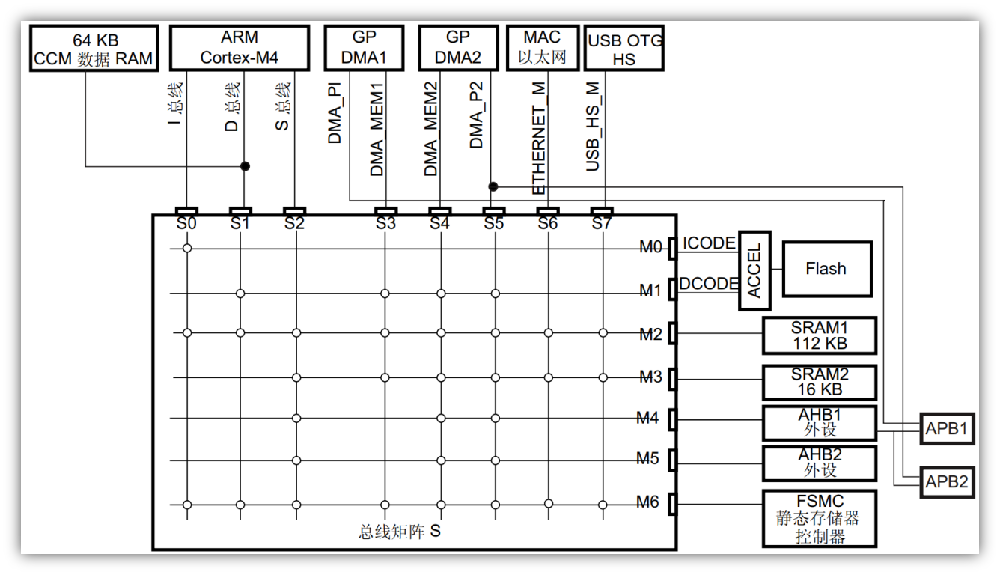 64 KB
CCM 数据 RAM
ARM
Cortex-M4
GP
DMA1
GP
DMA2
MAC
以太网
USB OTG
HS
I 总线
D 总线
S 总线
DMA_PI
DMA_MEM1
DMA_MEM2
DMA_P2
ETHERNET_M
USB_HS_M
S0
S1
S2
S3
S4
S5
S6
S7
M0
ICODE
M1
DCODE
ACCEL
Flash
M2
SRAM1
112 KB
M3
SRAM2
16 KB
M4
AHB1
外设
APB1
M5
AHB2
外设
APB2
M6
FSMC
静态存储器
控制器
总线矩阵 S